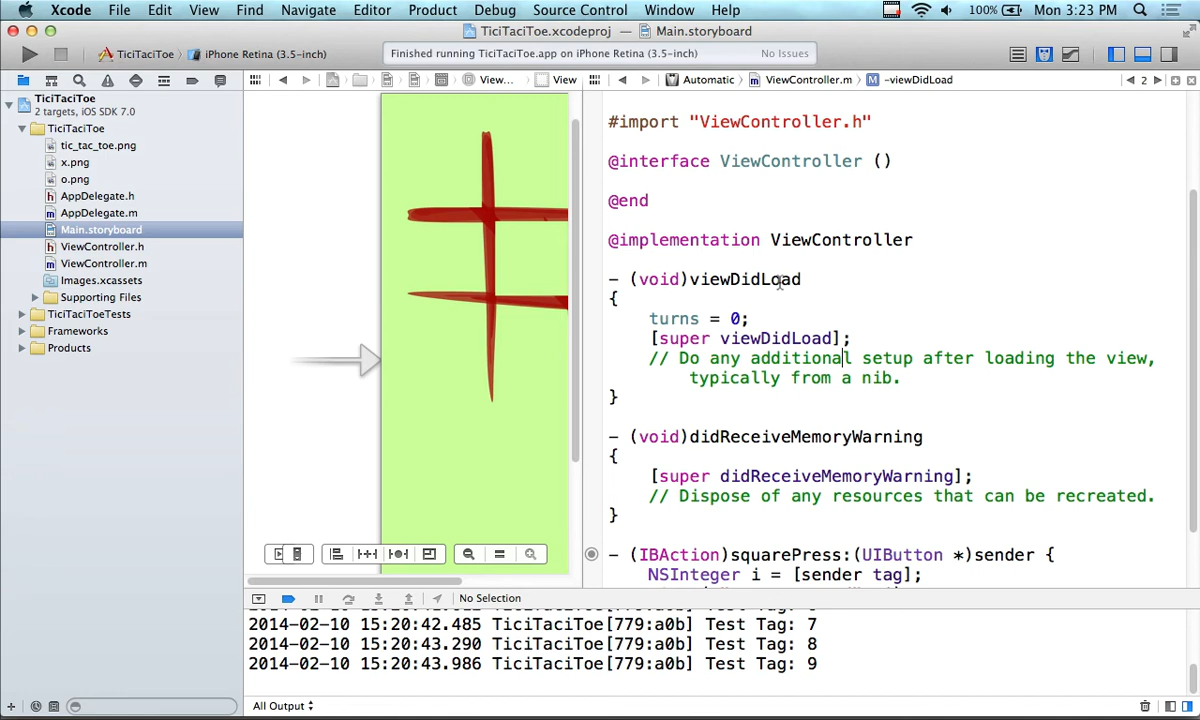 Xcode File Edit View Find Navigate Editor Product Debug Source Control Window Help 100% Mon 3:23 PM
TiciTaciToe.xcodeproj — Main.storyboard
TiciTaciToe iPhone Retina (3.5-inch) Finished running TiciTaciToe.app on iPhone Retina (3.5-inch) No Issues
View... View Automatic ViewController.m -viewDidLoad 2
TiciTaciToe
2 targets, iOS SDK 7.0
TiciTaciToe
tic_tac_toe.png
x.png
o.png
AppDelegate.h
AppDelegate.m
Main.storyboard
ViewController.h
ViewController.m
Images.xcassets
Supporting Files
TiciTaciToeTests
Frameworks
Products
#import "ViewController.h"
@interface ViewController ()
@end
@implementation ViewController
- (void)viewDidLoad
{
turns = 0;
[super viewDidLoad];
// Do any additional setup after loading the view,
typically from a nib.
}
- (void)didReceiveMemoryWarning
{
[super didReceiveMemoryWarning];
// Dispose of any resources that can be recreated.
}
- (IBAction)squarePress:(UIButton *)sender {
NSInteger i = [sender tag];
No Selection
2014-02-10 15:20:42.485 TiciTaciToe[779:a0b] Test Tag: 7
2014-02-10 15:20:43.290 TiciTaciToe[779:a0b] Test Tag: 8
2014-02-10 15:20:43.986 TiciTaciToe[779:a0b] Test Tag: 9
All Output